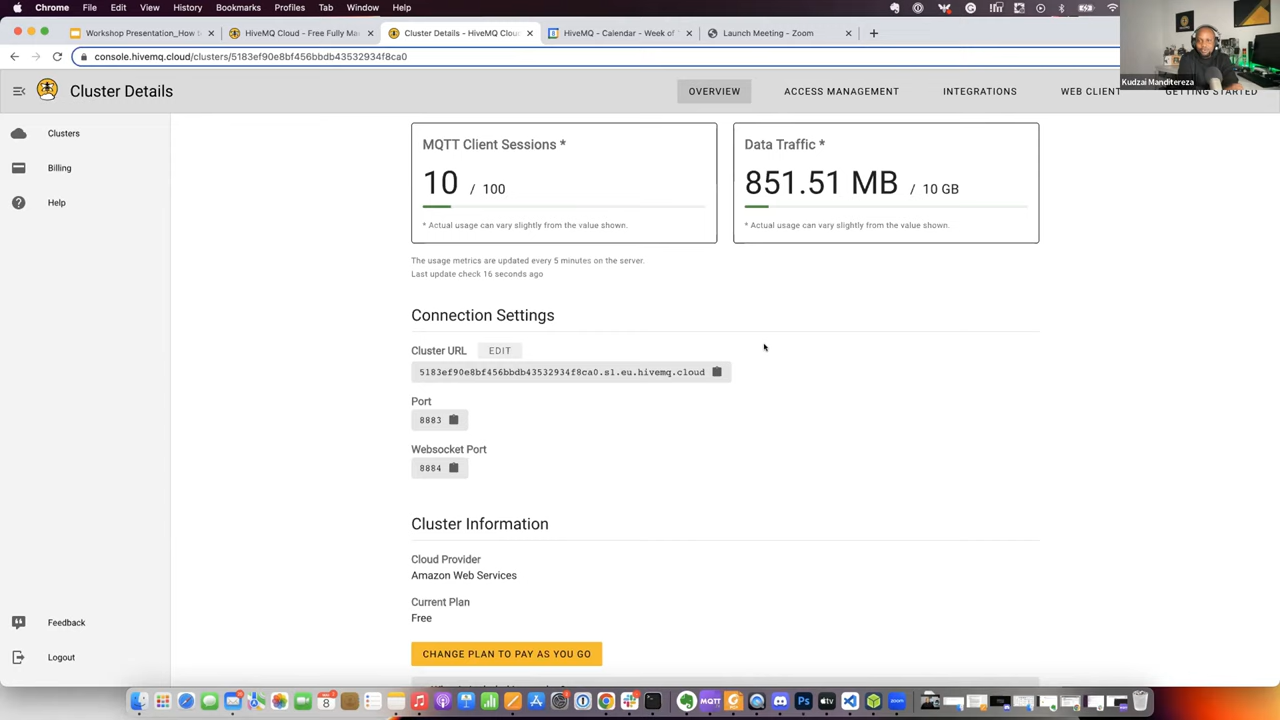 Chrome File Edit View History Bookmarks Profiles Tab Window Help
Workshop Presentation_How t
HiveMQ Cloud - Free Fully Ma
Cluster Details - HiveMQ Clou
HiveMQ - Calendar - Week of
Launch Meeting - Zoom
console.hivemq.cloud/clusters/5183ef90e8bf456bbdb43532934f8ca0
Kudzai Manditereza
Cluster Details
OVERVIEW
ACCESS MANAGEMENT
INTEGRATIONS
WEB CLIENT
GETTING STARTED
Clusters
Billing
Help
Feedback
Logout
MQTT Client Sessions *
10 / 100
* Actual usage can vary slightly from the value shown.
Data Traffic *
851.51 MB / 10 GB
* Actual usage can vary slightly from the value shown.
The usage metrics are updated every 5 minutes on the server.
Last update check 16 seconds ago
Connection Settings
Cluster URL EDIT
5183ef90e8bf456bbdb43532934f8ca0.s1.eu.hivemq.cloud
Port
8883
Websocket Port
8884
Cluster Information
Cloud Provider
Amazon Web Services
Current Plan
Free
CHANGE PLAN TO PAY AS YOU GO